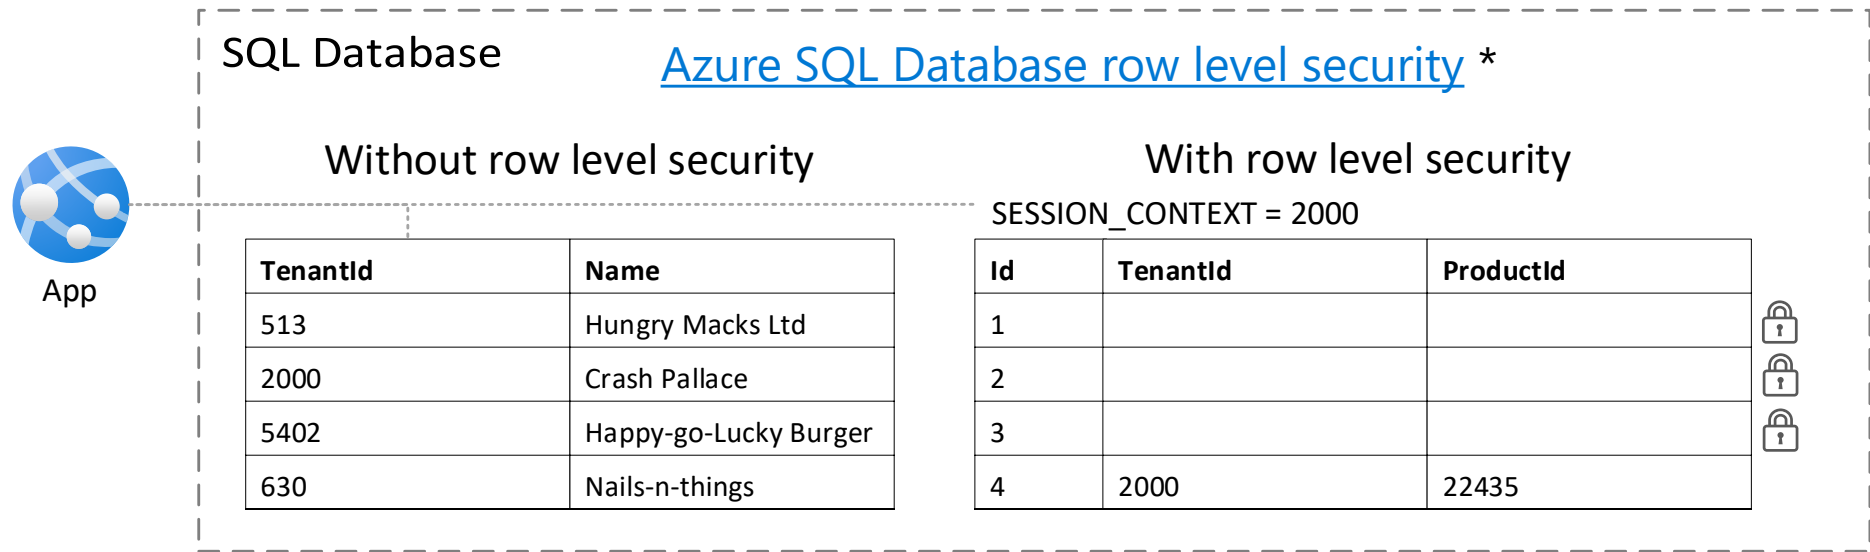 SQL Database
Azure SQL Database row level security *
Without row level security
With row level security
SESSION_CONTEXT = 2000
App
TenantId Name
513 Hungry Macks Ltd
2000 Crash Pallace
5402 Happy-go-Lucky Burger
630 Nails-n-things
Id TenantId ProductId
1
2
3
4 2000 22435